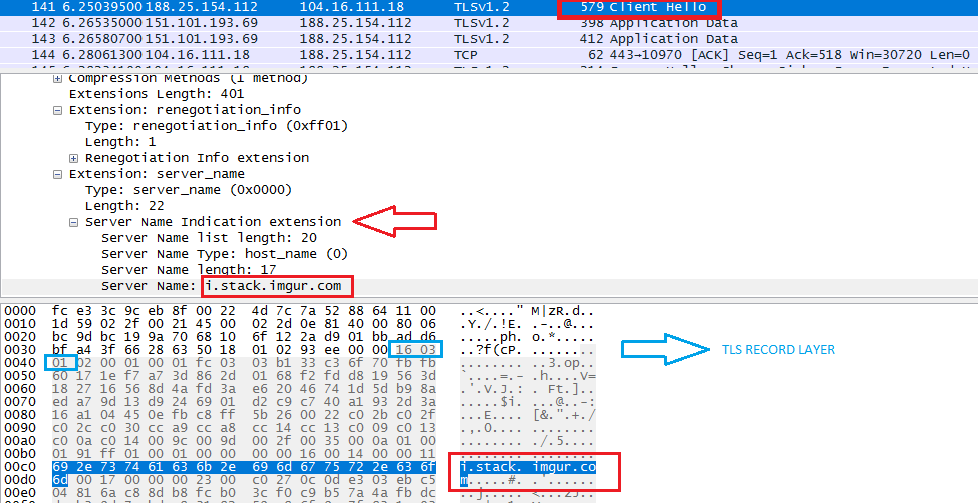 141 6.25039500 188.25.154.112 104.16.111.18 TLSv1.2 579 Client Hello
142 6.26535000 151.101.193.69 188.25.154.112 TLSv1.2 398 Application Data
143 6.26580700 151.101.193.69 188.25.154.112 TLSv1.2 412 Application Data
144 6.28061300 104.16.111.18 188.25.154.112 TCP 62 443→10970 [ACK] Seq=1 Ack=518 Win=30720 Len=0
Compression Methods (1 method)
Extensions Length: 401
Extension: renegotiation_info
Type: renegotiation_info (0xff01)
Length: 1
Renegotiation Info extension
Extension: server_name
Type: server_name (0x0000)
Length: 22
Server Name Indication extension
Server Name list length: 20
Server Name Type: host_name (0)
Server Name length: 17
Server Name: i.stack.imgur.com
0000 fc e3 3c 9c eb 8f 00 22 4d 7c 7a 52 88 64 11 00 ..<...." M|zR.d..
0010 1d 59 02 2f 00 21 45 00 02 2d 0e 81 40 00 80 06 .Y./.!E. .-..@...
0020 bc 9d bc 19 9a 70 68 10 6f 12 2a d9 01 bb ad d6 .....ph. o.*.....
0030 bf a4 3f 66 28 63 50 18 01 02 93 ee 00 00 16 03 ..?f(cP. ........
TLS RECORD LAYER
0040 01 02 00 01 00 01 fc 03 03 b1 33 c3 6f 70 fb fb ........ ..3.op..
0050 60 17 1e f7 a7 3d 86 2d 01 68 f2 fd d8 19 56 3d `....=.- .h....V=
0060 18 27 16 56 8d 4a fd 3a e6 20 46 74 1d 5d b9 8a .'.V.J.: . Ft.]..
0070 ed a7 9d 13 d9 24 69 01 d2 c9 c7 40 a1 93 2d 3a .....$i. ...@..-:
0080 16 a1 04 45 0e fb c8 ff 5b 26 00 22 c0 2b c0 2f ...E.... [&.".+./
0090 c0 2c c0 30 cc a9 cc a8 cc 14 cc 13 c0 09 c0 13 .,.0.... ........
00a0 c0 0a c0 14 00 9c 00 9d 00 2f 00 35 00 0a 01 00 ........ ./.5....
00b0 01 91 ff 01 00 01 00 00 00 00 16 00 14 00 00 11 ........ ........
00c0 69 2e 73 74 61 63 6b 2e 69 6d 67 75 72 2e 63 6f i.stack. imgur.co
00d0 6d 00 17 00 00 00 23 00 c0 27 0c 0d e3 03 eb c5 m.....#. .'......